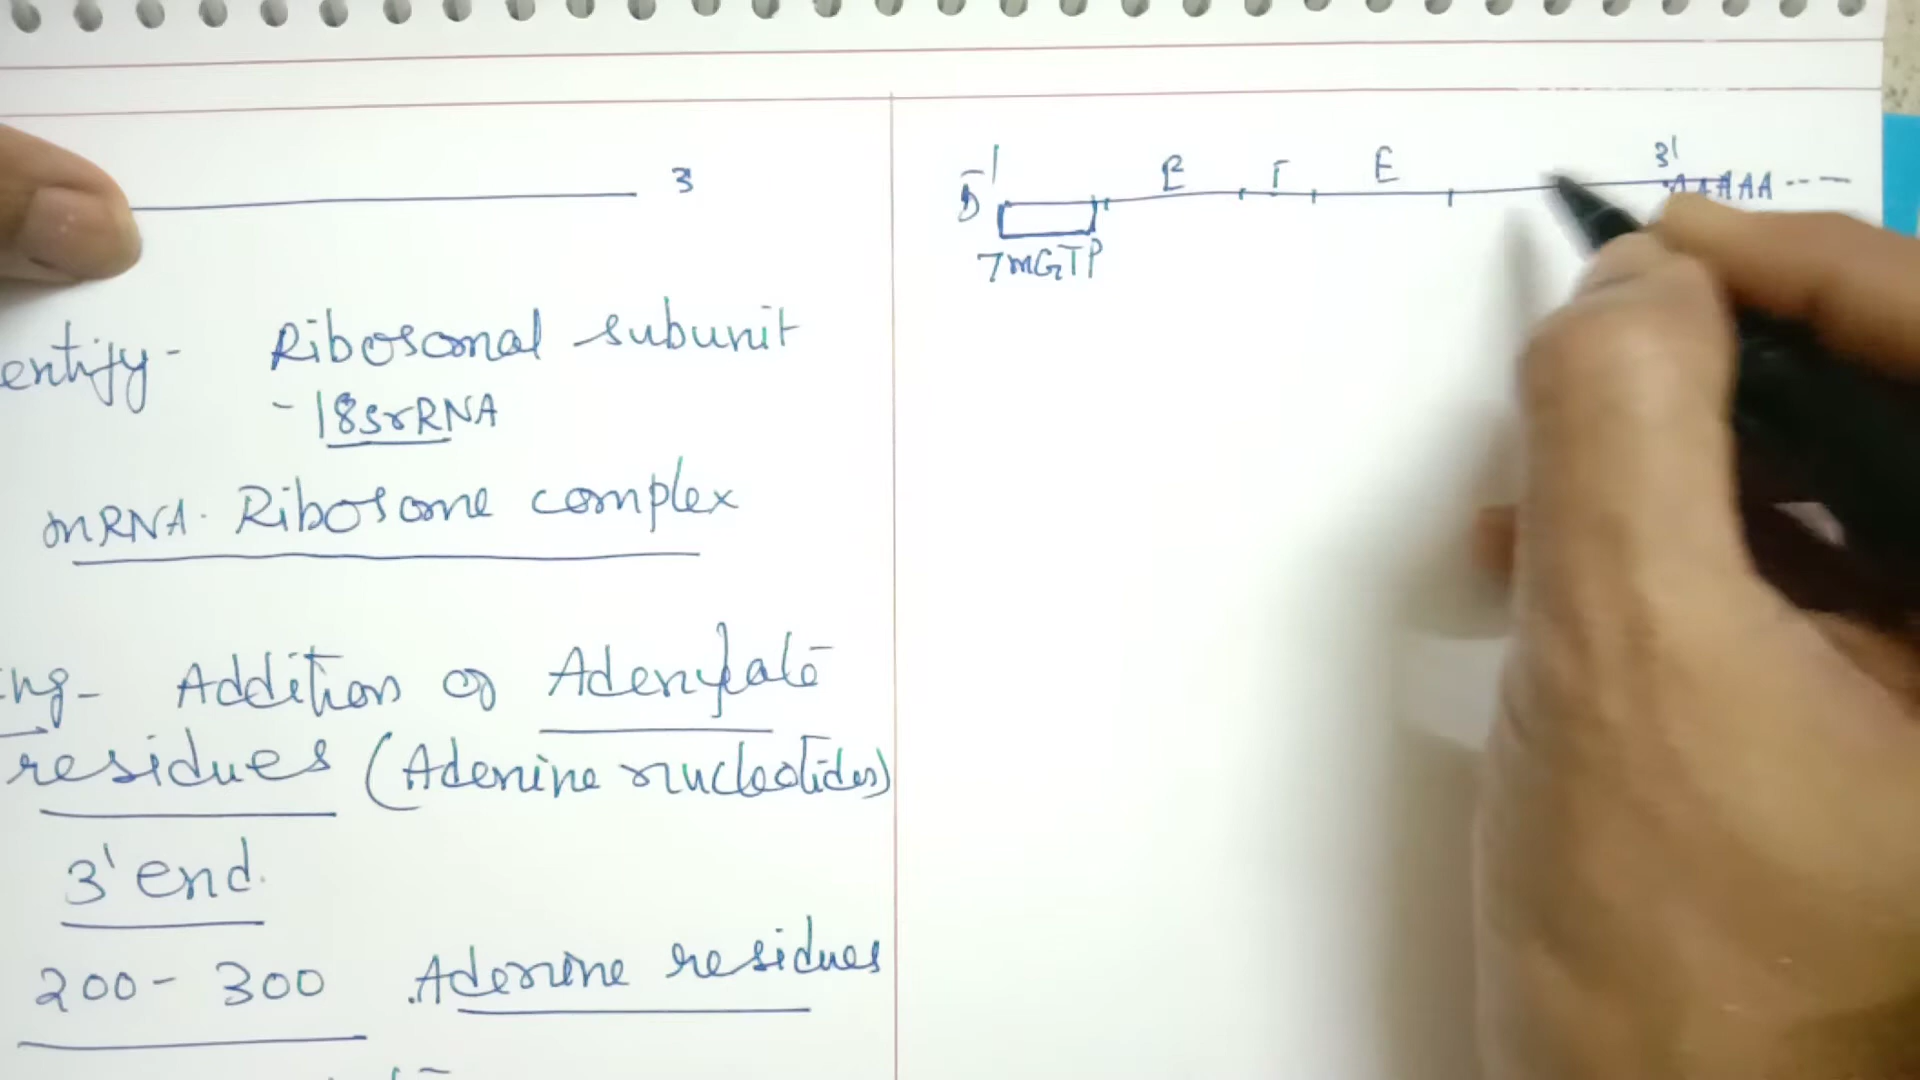 3
entify- Ribosomal subunit
- 18srRNA
mRNA. Ribosome complex
ing- Addition of Adenylate
residues (Adenine nucleotides)
3' end.
200- 300 Adenine residues
5' E I E 3'
AAAAA ---
7mGTP